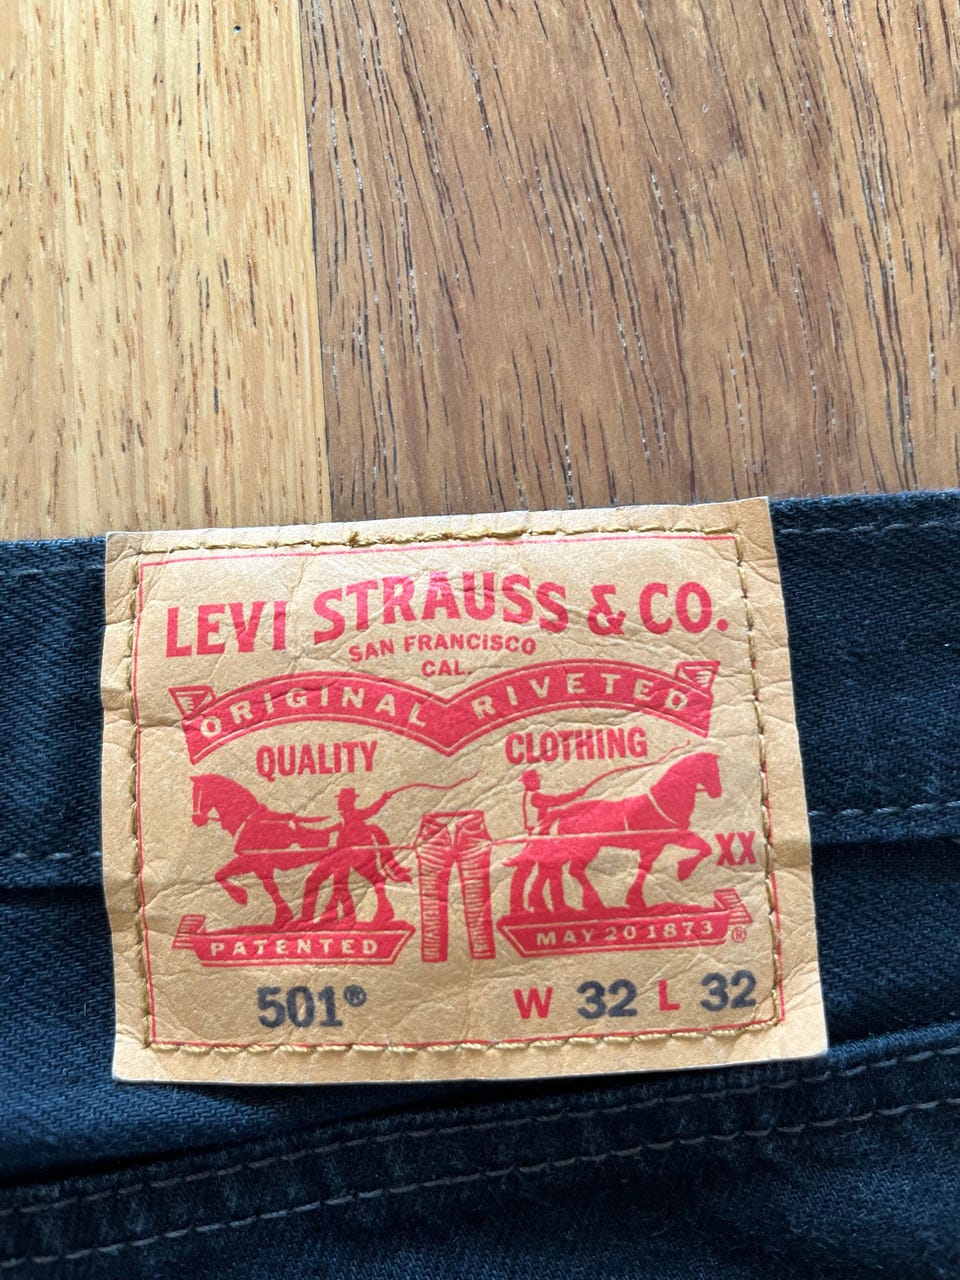 LEVI STRAUSS & CO.
SAN FRANCISCO
CAL.
ORIGINAL RIVETED
QUALITY CLOTHING
XX
PATENTED MAY 20 1873 ®
501® W 32 L 32